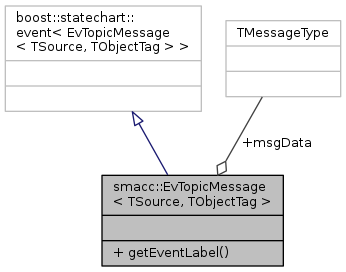 boost::statechart::
event< EvTopicMessage
< TSource, TObjectTag > >
TMessageType
+msgData
smacc::EvTopicMessage
< TSource, TObjectTag >
+ getEventLabel()